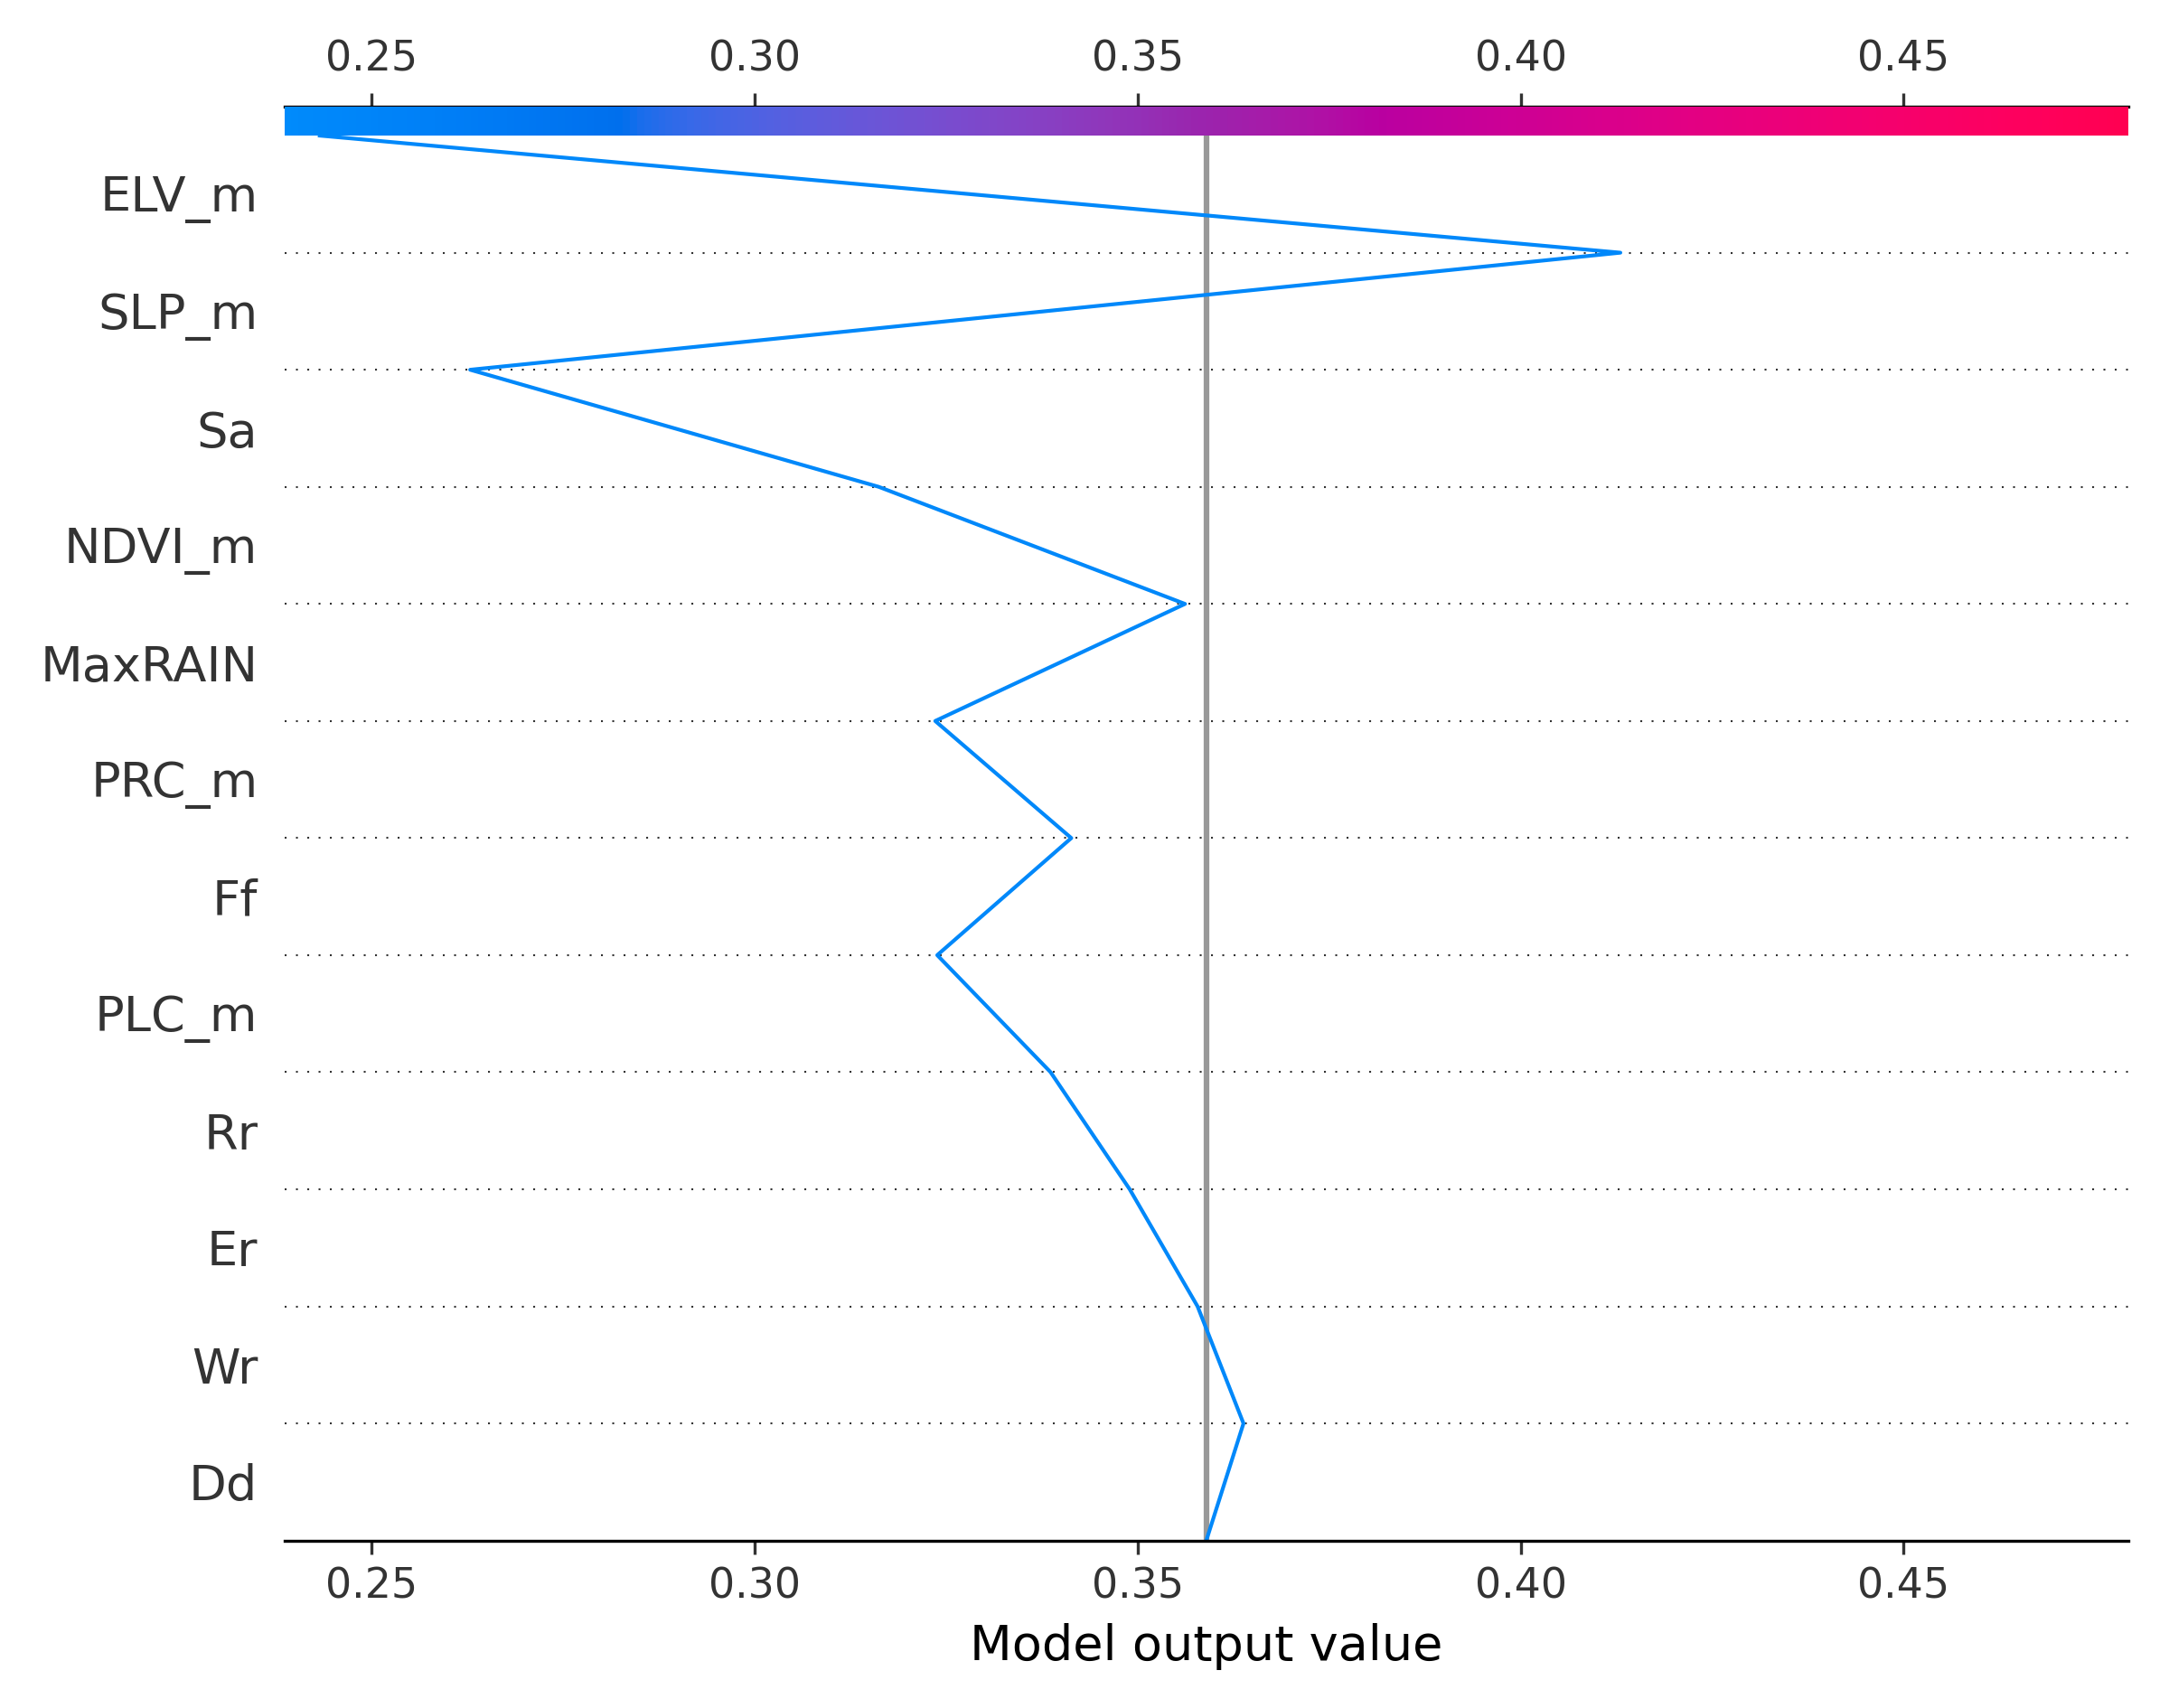 0.25 0.30 0.35 0.40 0.45
ELV_m
SLP_m
Sa
NDVI_m
MaxRAIN
PRC_m
Ff
PLC_m
Rr
Er
Wr
Dd
0.25 0.30 0.35 0.40 0.45
Model output value